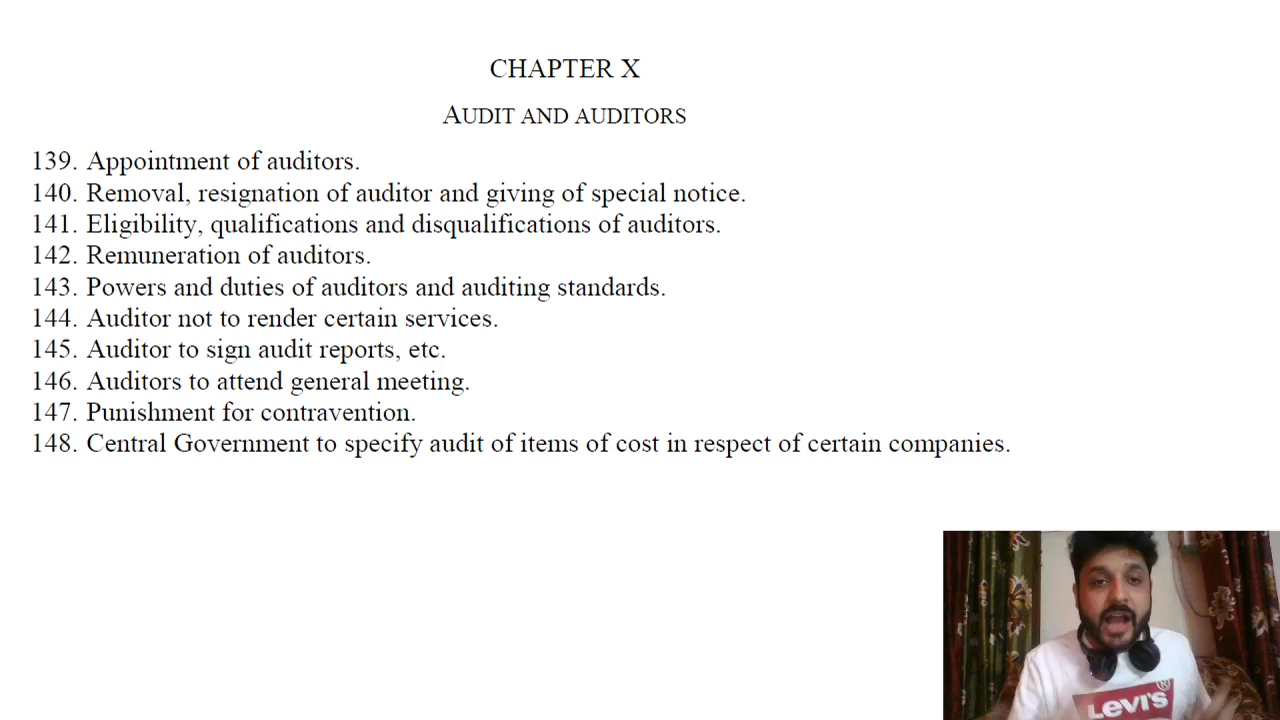 CHAPTER X
AUDIT AND AUDITORS
139. Appointment of auditors.
140. Removal, resignation of auditor and giving of special notice.
141. Eligibility, qualifications and disqualifications of auditors.
142. Remuneration of auditors.
143. Powers and duties of auditors and auditing standards.
144. Auditor not to render certain services.
145. Auditor to sign audit reports, etc.
146. Auditors to attend general meeting.
147. Punishment for contravention.
148. Central Government to specify audit of items of cost in respect of certain companies.
LEVI'S ®